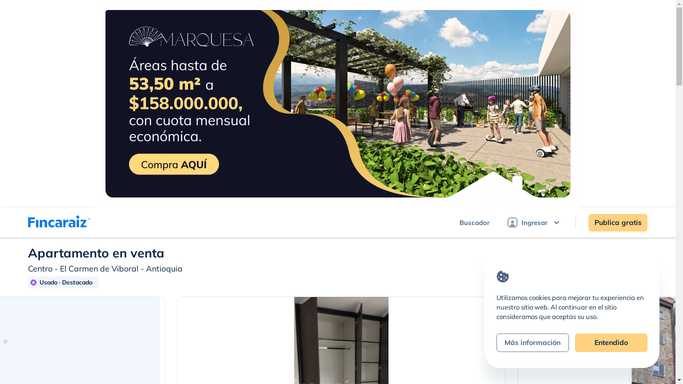 MARQUESA
Áreas hasta de
53,50 m² a
$158.000.000,
con cuota mensual
económica.
Compra AQUÍ
Fincaraiz
Buscador
Ingresar
Publica gratis
Apartamento en venta
Centro - El Carmen de Viboral - Antioquia
Usado · Destacado
Utilizamos cookies para mejorar tu experiencia en
nuestro sitio web. Al continuar en el sitio
consideramos que aceptas su uso.
Más información
Entendido